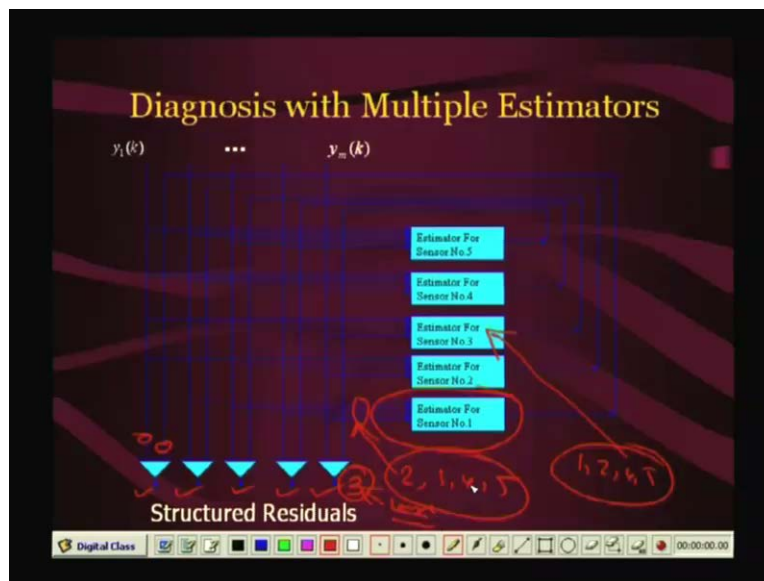 Diagnosis with Multiple Estimators
y₁(k) ... yₘ(k)
Estimator For
Sensor No.5
Estimator For
Sensor No.4
Estimator For
Sensor No.3
Estimator For
Sensor No.2
Estimator For
Sensor No.1
1, 2, 4, 5
3 2, 1, 4, 5
Structured Residuals
Digital Class 00:00:00.00